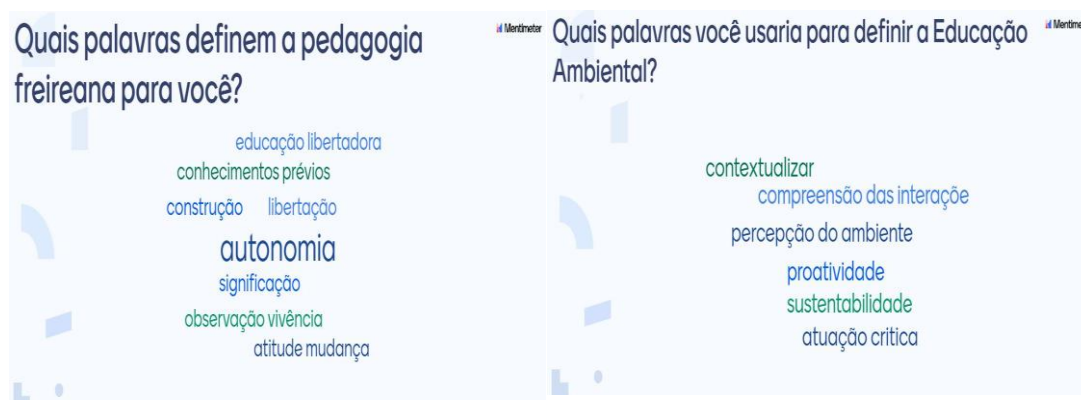 Quais palavras definem a pedagogia
freireana para você?
Mentimeter
educação libertadora
conhecimentos prévios
construção libertação
autonomia
significação
observação vivência
atitude mudança
Quais palavras você usaria para definir a Educação
Ambiental?
Mentime
contextualizar
compreensão das interaçõe
percepção do ambiente
proatividade
sustentabilidade
atuação critica